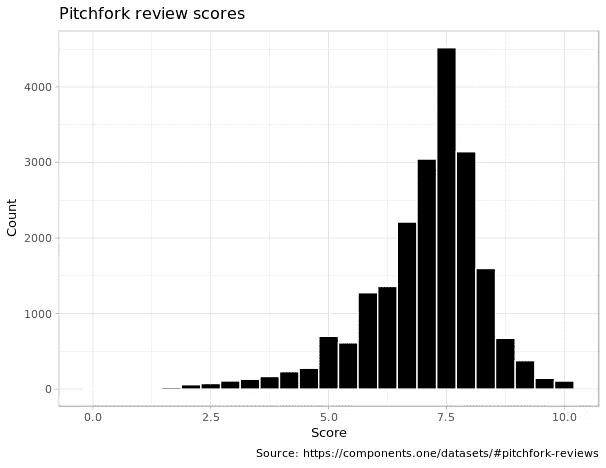 Pitchfork review scores
4000
3000
2000
1000
0
Count
0.0 2.5 5.0 7.5 10.0
Score
Source: https://components.one/datasets/#pitchfork-reviews